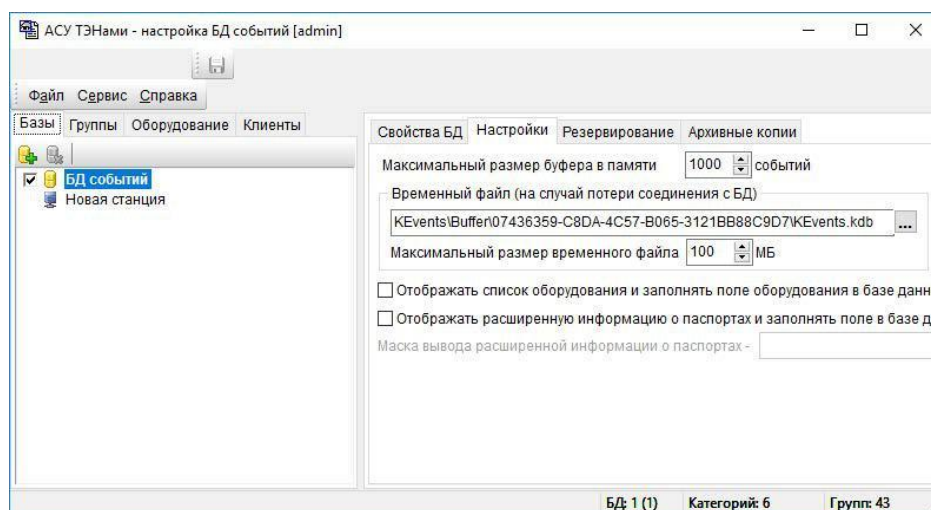 АСУ ТЭНами - настройка БД событий [admin]
Файл Сервис Справка
Базы Группы Оборудование Клиенты
БД событий
Новая станция
Свойства БД Настройки Резервирование Архивные копии
Максимальный размер буфера в памяти 1000 событий
Временный файл (на случай потери соединения с БД)
KEvents\Buffer\07436359-C8DA-4C57-B065-3121BB88C9D7\KEvents.kdb ...
Максимальный размер временного файла 100 МБ
Отображать список оборудования и заполнять поле оборудования в базе данн
Отображать расширенную информацию о паспортах и заполнять поле в базе д
Маска вывода расширенной информации о паспортах -
БД: 1 (1) Категорий: 6 Групп: 43